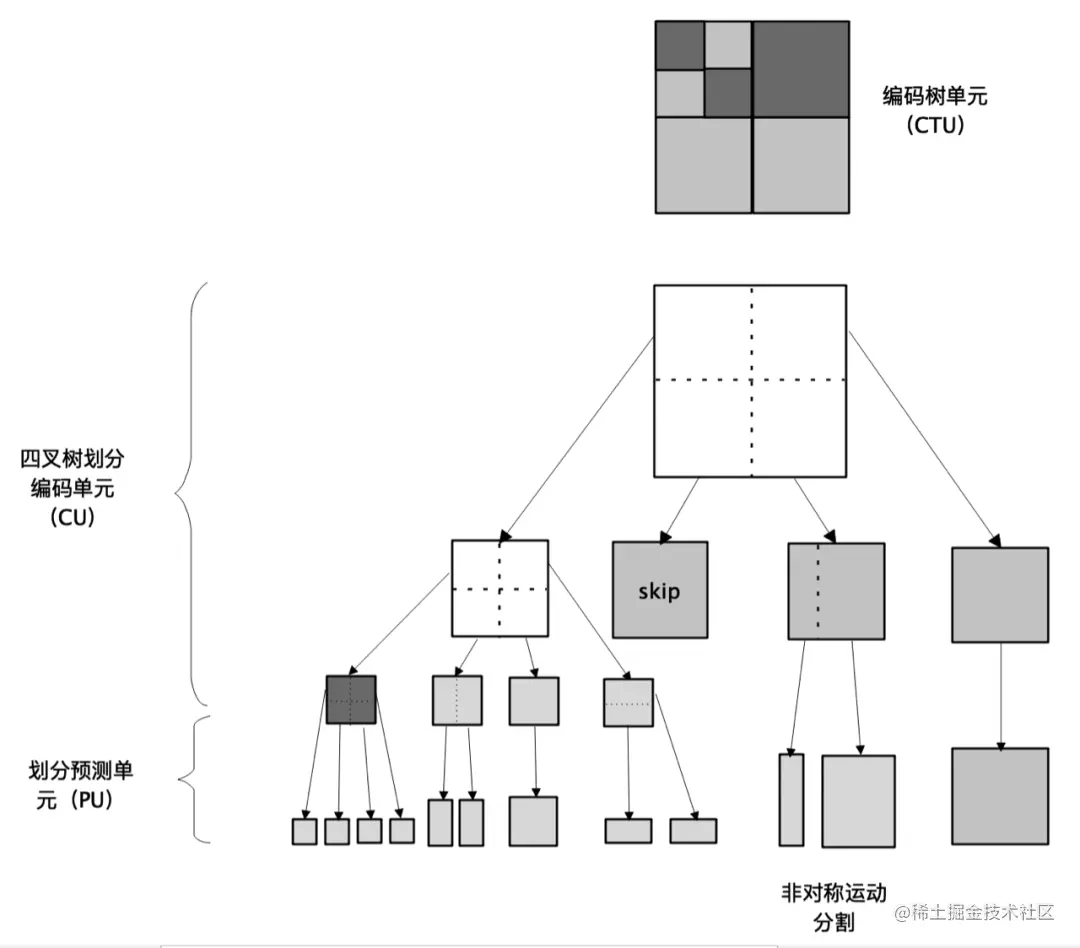 编码树单元
（CTU）
四叉树划分
编码单元
（CU）
skip
划分预测单
元（PU）
非对称运动
分割
@稀土掘金技术社区